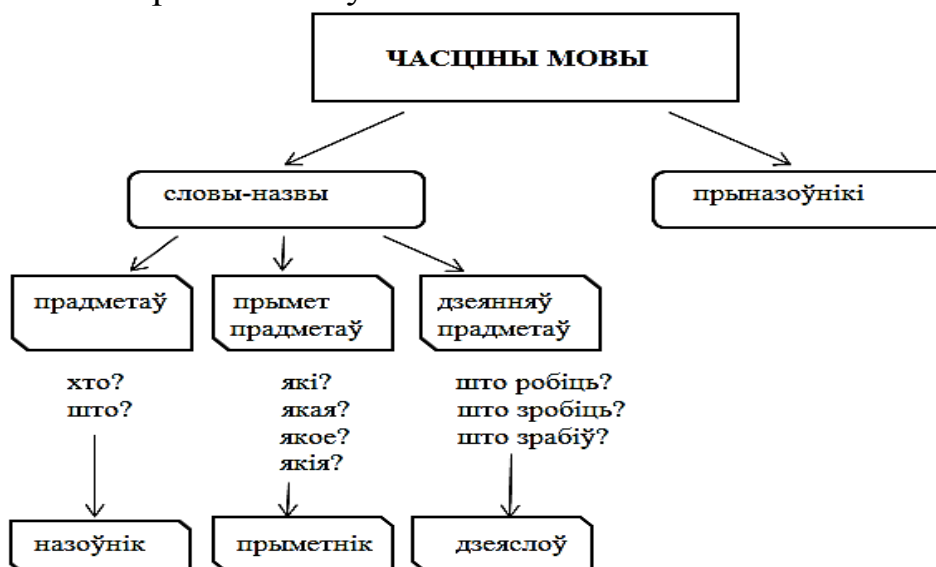 ЧАСЦІНЫ МОВЫ
словы-назвы
прыназоўнікі
прадметаў
прымет
прадметаў
дзеянняў
прадметаў
хто?
што?
які?
якая?
якое?
якія?
што робіць?
што зробіць?
што зрабіў?
назоўнік
прыметнік
дзеяслоў